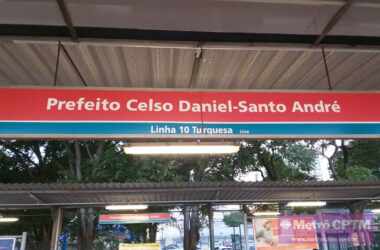 Prefeito Celso Daniel-Santo André
Linha 10 Turquesa
Metrô CPTM